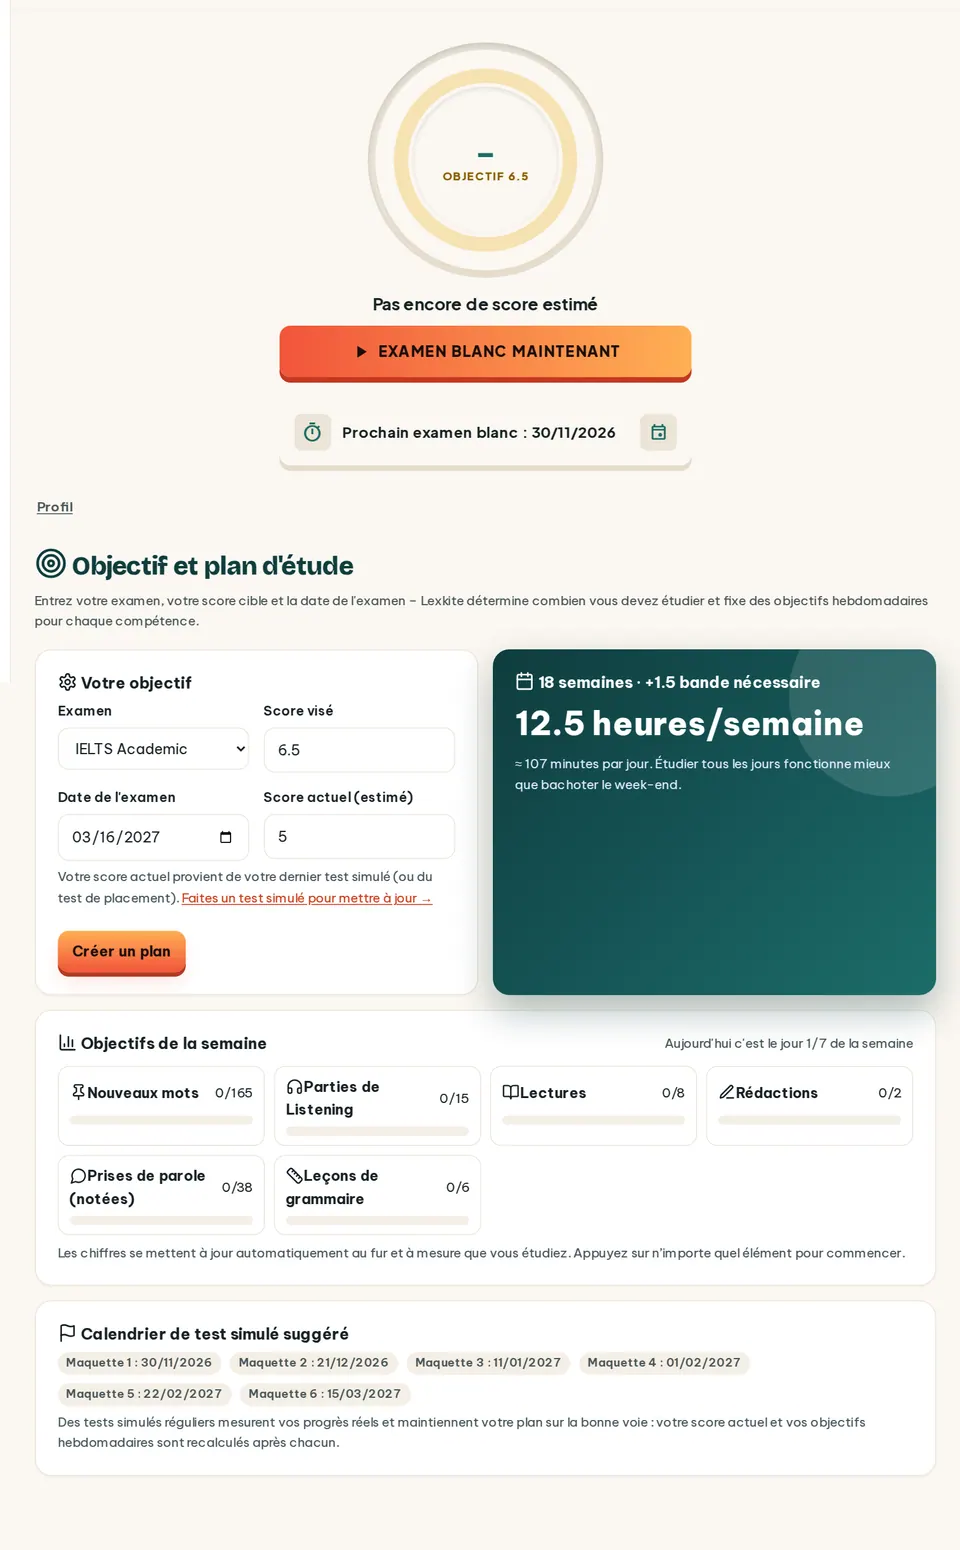 –
OBJECTIF 6.5
Pas encore de score estimé
EXAMEN BLANC MAINTENANT
Prochain examen blanc : 30/11/2026
Profil
Objectif et plan d'étude
Entrez votre examen, votre score cible et la date de l'examen – Lexkite détermine combien vous devez étudier et fixe des objectifs hebdomadaires
pour chaque compétence.
Votre objectif
Examen
Score visé
IELTS Academic
6.5
Date de l'examen
Score actuel (estimé)
03/16/2027
5
Votre score actuel provient de votre dernier test simulé (ou du
test de placement). Faites un test simulé pour mettre à jour →
Créer un plan
18 semaines · +1.5 bande nécessaire
12.5 heures/semaine
≈ 107 minutes par jour. Étudier tous les jours fonctionne mieux
que bachoter le week-end.
Objectifs de la semaine
Aujourd'hui c'est le jour 1/7 de la semaine
Nouveaux mots 0/165
Parties de
Listening
0/15
Lectures 0/8
Rédactions 0/2
Prises de parole
(notées)
0/38
Leçons de
grammaire
0/6
Les chiffres se mettent à jour automatiquement au fur et à mesure que vous étudiez. Appuyez sur n'importe quel élément pour commencer.
Calendrier de test simulé suggéré
Maquette 1 : 30/11/2026
Maquette 2 : 21/12/2026
Maquette 3 : 11/01/2027
Maquette 4 : 01/02/2027
Maquette 5 : 22/02/2027
Maquette 6 : 15/03/2027
Des tests simulés réguliers mesurent vos progrès réels et maintiennent votre plan sur la bonne voie : votre score actuel et vos objectifs
hebdomadaires sont recalculés après chacun.